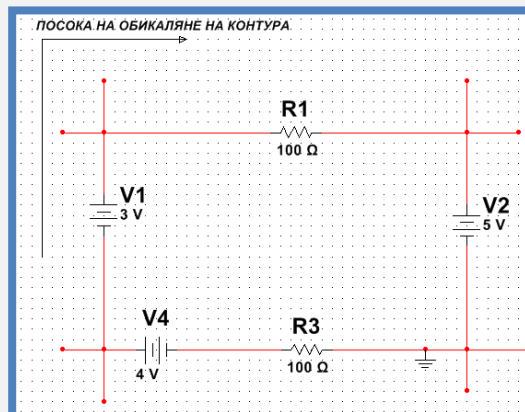 ПОСОКА НА ОБИКАЛЯНЕ НА КОНТУРА
R1
100 Ω
V1
3 V
V2
5 V
V4
4 V
R3
100 Ω